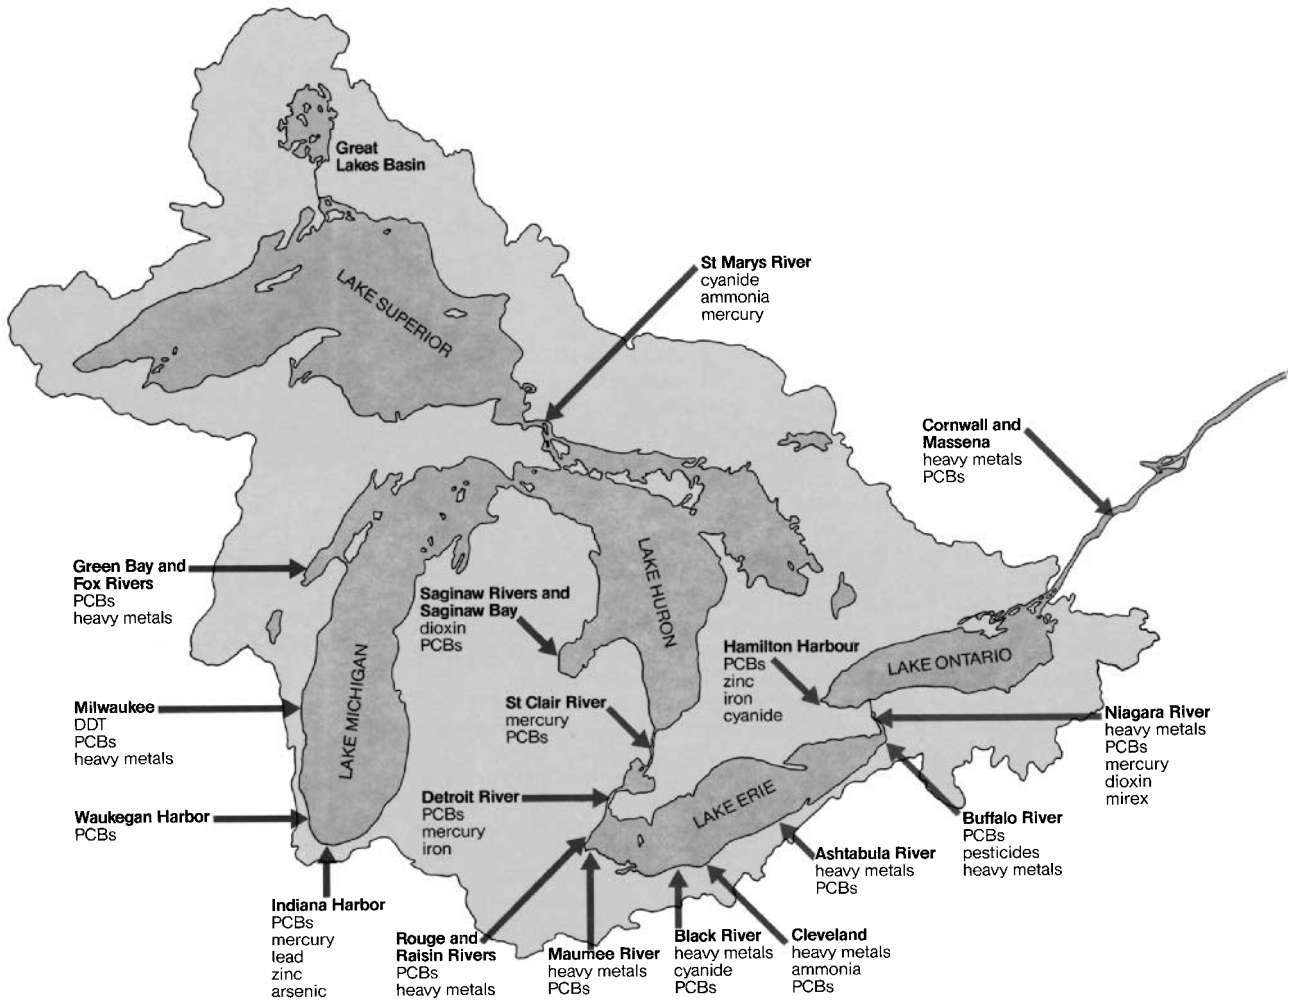 Great
Lakes Basin
LAKE SUPERIOR
St Marys River
cyanide
ammonia
mercury
Cornwall and
Massena
heavy metals
PCBs
Green Bay and
Fox Rivers
PCBs
heavy metals
Saginaw Rivers and
Saginaw Bay
dioxin
PCBs
LAKE HURON
Hamilton Harbour
PCBs
zinc
iron
cyanide
LAKE ONTARIO
LAKE MICHIGAN
Milwaukee
DDT
PCBs
heavy metals
St Clair River
mercury
PCBs
Niagara River
heavy metals
PCBs
mercury
dioxin
mirex
Waukegan Harbor
PCBs
Detroit River
PCBs
mercury
iron
LAKE ERIE
Buffalo River
PCBs
pesticides
heavy metals
Ashtabula River
heavy metals
PCBs
Indiana Harbor
PCBs
mercury
lead
zinc
arsenic
Rouge and
Raisin Rivers
PCBs
heavy metals
Maumee River
heavy metals
PCBs
Black River
heavy metals
cyanide
PCBs
Cleveland
heavy metals
ammonia
PCBs